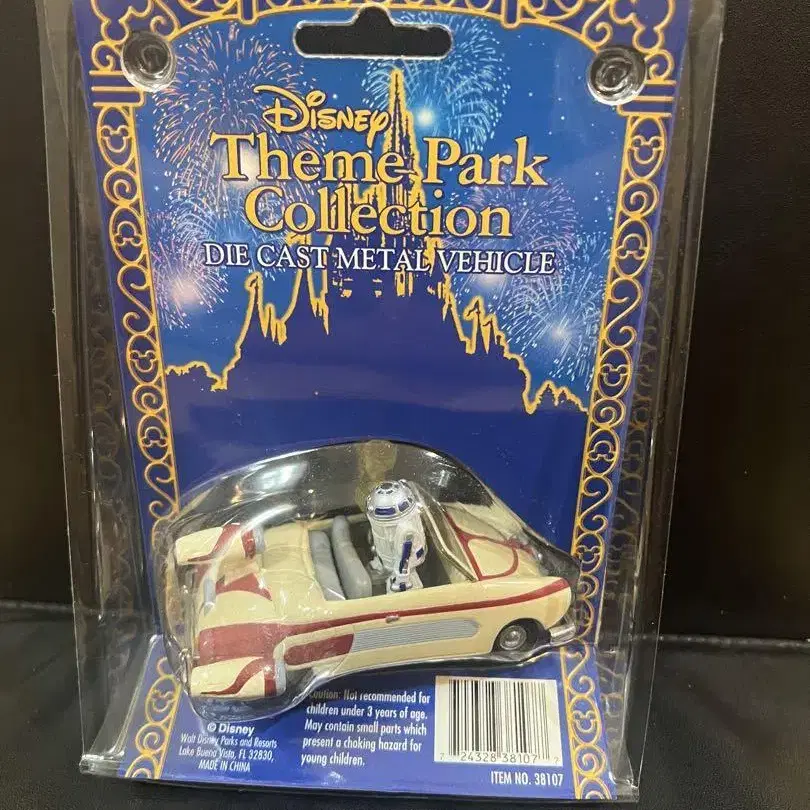 Disney
Theme Park
Collection
DIE CAST METAL VEHICLE
Caution: Not recommended for
children under 3 years of age.
May contain small parts which
present a choking hazard for
young children.
© Disney
Walt Disney Parks and Resorts
Lake Buena Vista, FL 32830,
MADE IN CHINA
7 24328 38107 7
ITEM NO. 38107